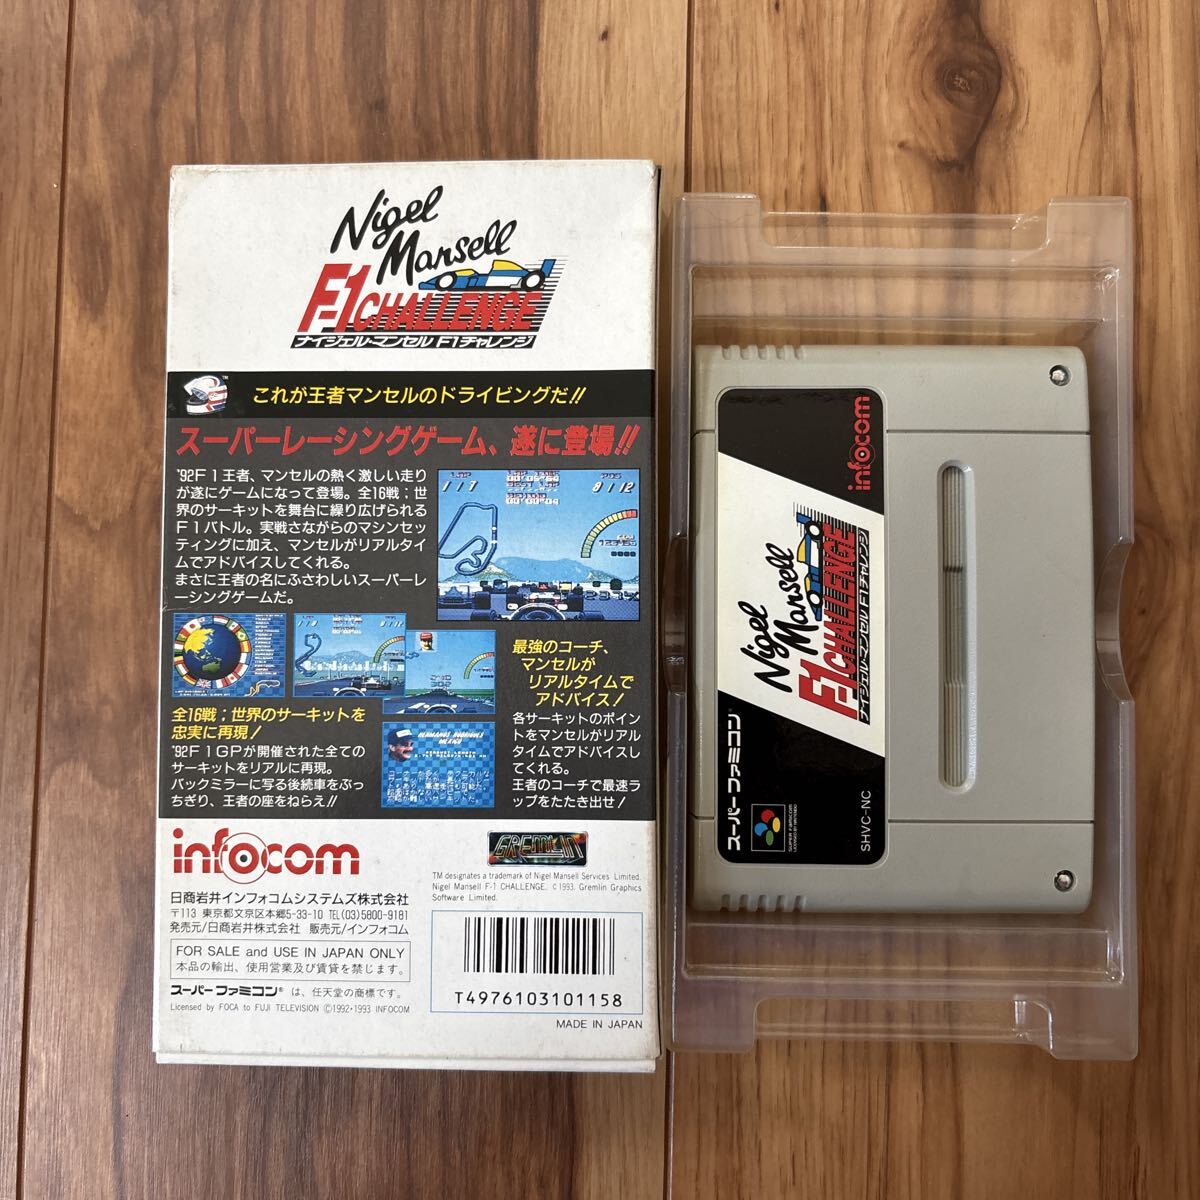 Nigel
Mansell
F-1 CHALLENGE
ナイジェル・マンセル F1チャレンジ
TM
これが王者マンセルのドライビングだ!!
スーパーレーシングゲーム、遂に登場!!
'92F1王者、マンセルの熱く激しい走り
が遂にゲームになって登場。全16戦；世
界のサーキットを舞台に繰り広げられる
F1バトル。実戦さながらのマシンセッ
ティングに加え、マンセルがリアルタイ
ムでアドバイスしてくれる。
まさに王者の名にふさわしいスーパーレ
ーシングゲームだ。
LAP
1/7
POS
8/12
最強のコーチ、
マンセルが
リアルタイムで
アドバイス!
各サーキットのポイン
トをマンセルがリアル
タイムでアドバイスし
てくれる。
王者のコーチで最速ラ
ップをたたき出せ!
全16戦；世界のサーキットを
忠実に再現!
'92F1GPが開催された全ての
サーキットをリアルに再現。
バックミラーに写る後続車をぶっ
ちぎり、王者の座をねらえ!!
HERMANOS RODRIGUEZ
MEXICO
infocom
GREMLIN
日商岩井インフォコムシステムズ株式会社
〒113 東京都文京区本郷5-33-10 TEL(03)5800-9181
発売元/日商岩井株式会社 販売元/インフォコム
FOR SALE and USE IN JAPAN ONLY
本品の輸出、使用営業及び賃貸を禁じます。
スーパーファミコン® は、任天堂の商標です。
Licensed by FOCA to FUJI TELEVISION ©1992・1993 INFOCOM
TM designates a trademark of Nigel Mansell Services Limited.
Nigel Mansell F-1 CHALLENGE. © 1993. Gremlin Graphics
Software Limited.
T4976103101158
MADE IN JAPAN
infocom
Nigel
Mansell
F-1 CHALLENGE
ナイジェル・マンセル F1チャレンジ
スーパーファミコン
SUPER FAMICOM
LICENSED BY NINTENDO
SHVC-NC